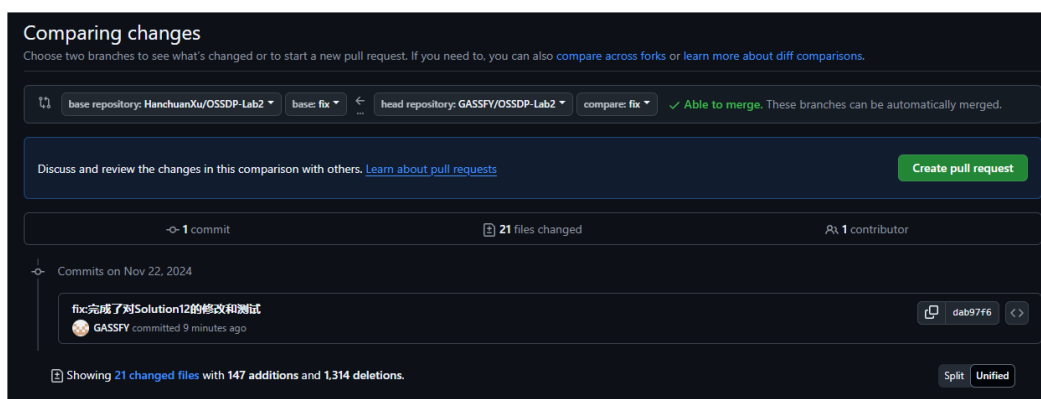 Comparing changes
Choose two branches to see what's changed or to start a new pull request. If you need to, you can also compare across forks or learn more about diff comparisons.
base repository: HanchuanXu/OSSDP-Lab2 base: fix ... head repository: GASSFY/OSSDP-Lab2 compare: fix Able to merge. These branches can be automatically merged.
Discuss and review the changes in this comparison with others. Learn about pull requests Create pull request
1 commit 21 files changed 1 contributor
Commits on Nov 22, 2024
fix:完成了对Solution12的修改和测试
GASSFY committed 9 minutes ago dab97f6
Showing 21 changed files with 147 additions and 1,314 deletions. Split Unified